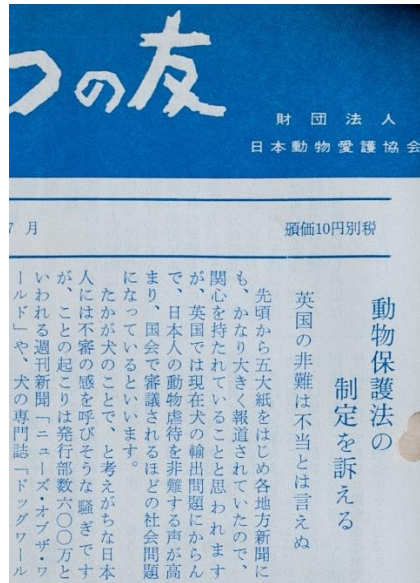 つの友
財団法人
日本動物愛護協会
7月
頒価10円別税
動物保護法の
制定を訴える
英国の非難は不当とは言えぬ
先頃から五大紙をはじめ各地方新聞に
も、かなり大きく報道されていたので、
関心を持たれていることと思われます
が、英国では現在犬の輸出問題にからん
で、日本人の動物虐待を非難する声が高
まり、国会で審議されるほどの社会問題
になっているといいます。
たかが犬のことで、と考えがちな日本
人には不審の感を呼びそうな騒ぎです
が、ことの起こりは発行部数六〇〇万と
いわれる週刊新聞「ニューズ・オブ・ザ・ワ
ールド」や、犬の専門誌「ドッグワール